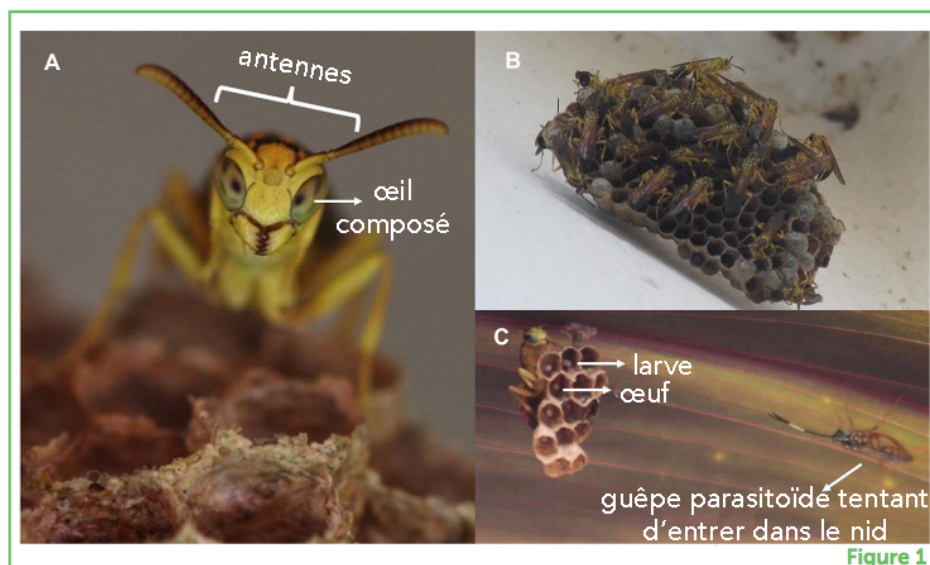 A
antennes
œil
composé
B
C
larve
œuf
guêpe parasitoïde tentant
d'entrer dans le nid
Figure 1